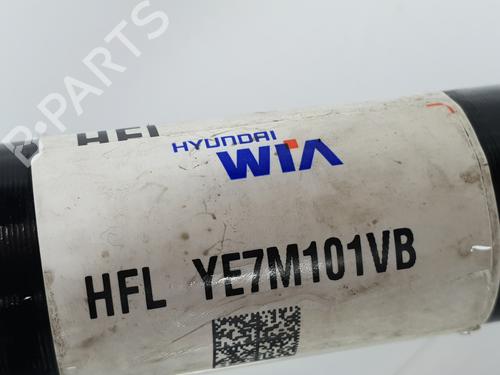 B-PARTS
HFL
HYUNDAI
WIA
HFL YE7M101VB